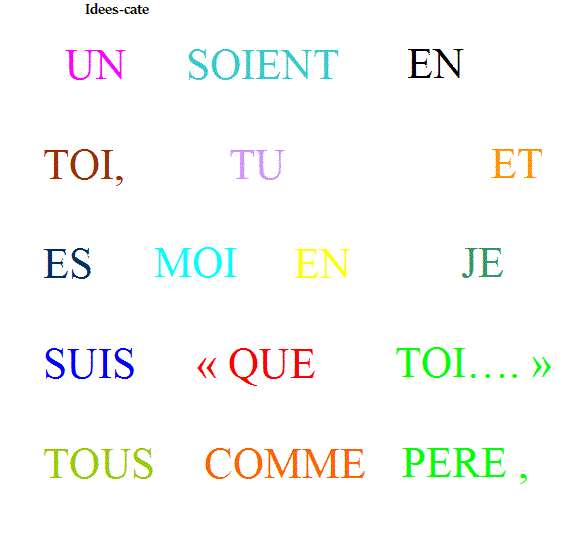 Idees-cate
UN SOIENT EN
TOI, TU ET
ES MOI EN JE
SUIS « QUE TOI…. »
TOUS COMME PERE ,